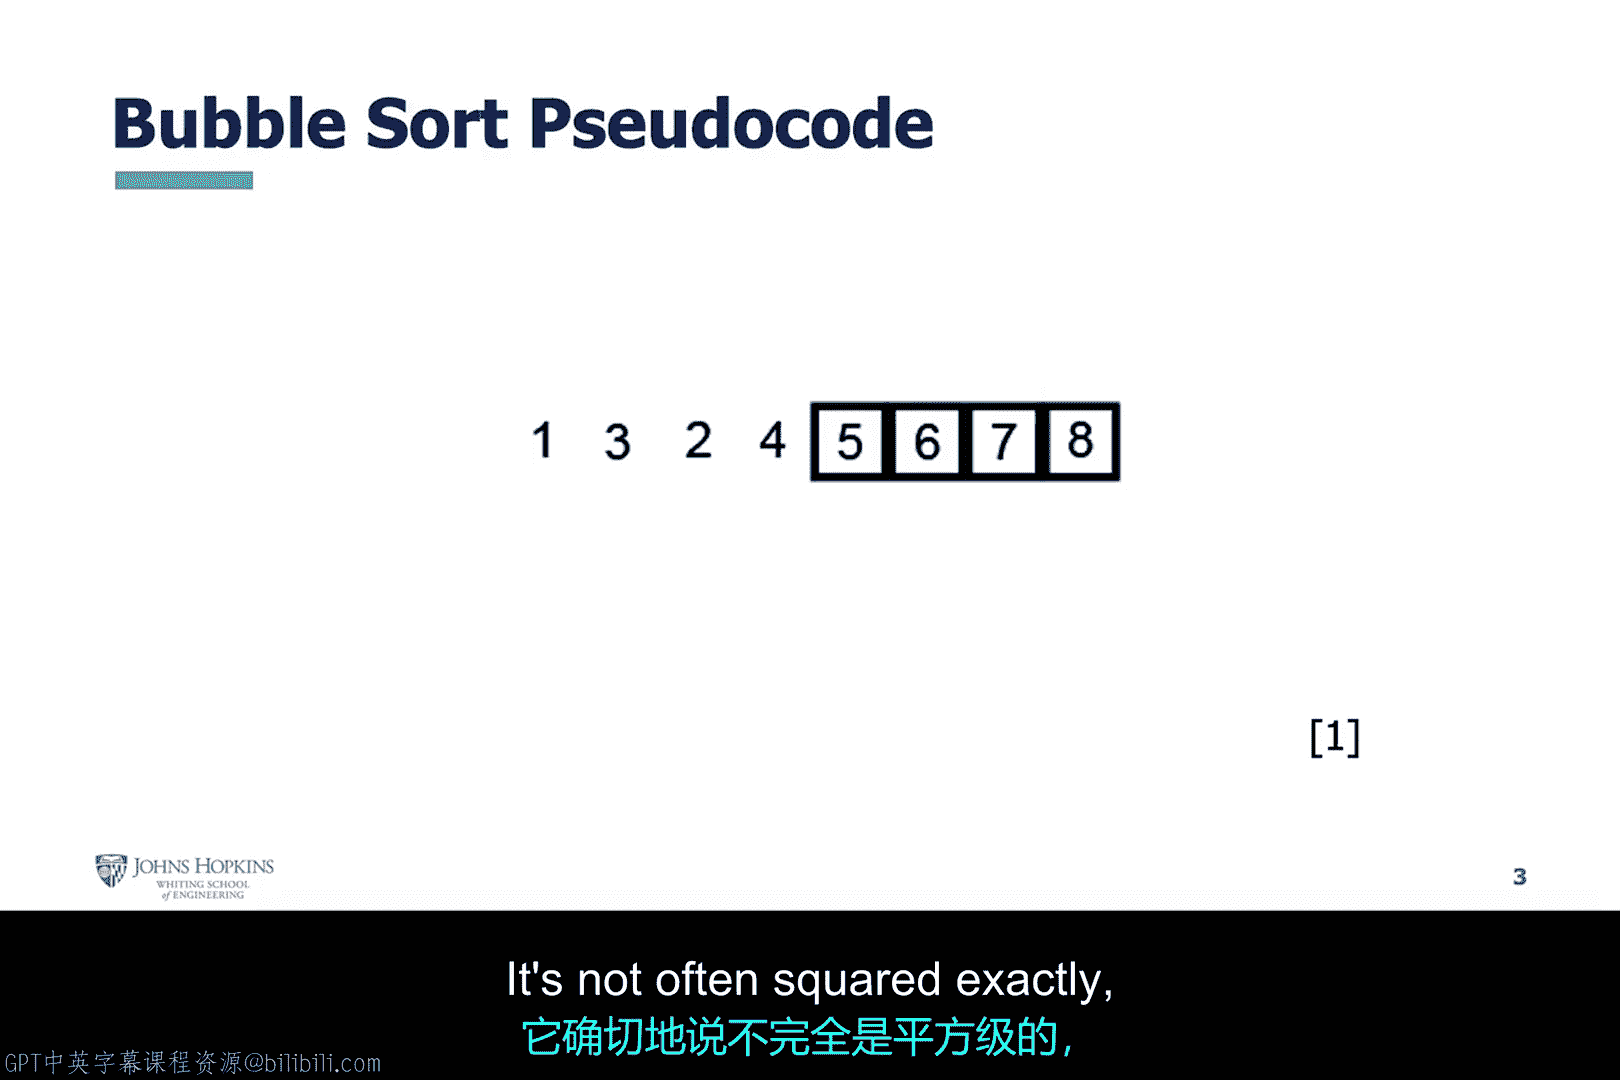 Bubble Sort Pseudocode
1 3 2 4 5 6 7 8
[1]
JOHNS HOPKINS
WHITING SCHOOL
of ENGINEERING
3
It's not often squared exactly,
它确切地说不完全是平方级的，
GPT中英字幕课程资源@bilibili.com